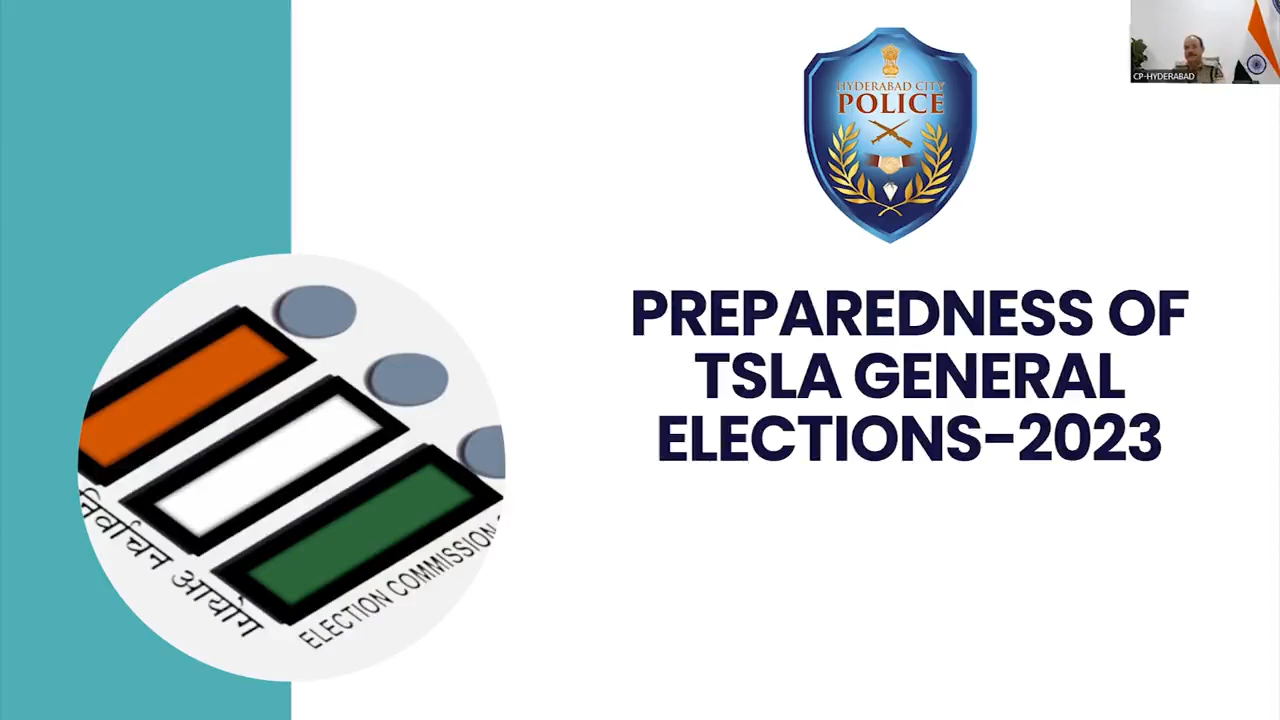 CP-HYDERABAD
HYDERABAD CITY
POLICE
PREPAREDNESS OF
TSLA GENERAL
ELECTIONS-2023
निर्वाचन आयोग
ELECTION COMMISSION